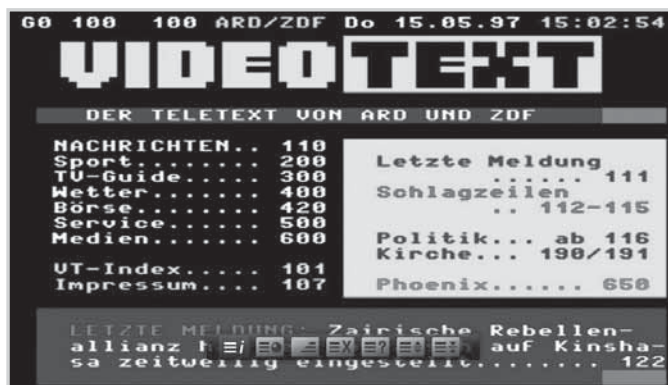 G0 100 100 ARD/ZDF Do 15.05.97 15:02:54
VIDEOTEXT
DER TELETEXT VON ARD UND ZDF
NACHRICHTEN.. 110
Sport........ 200
TV-Guide..... 300
Wetter....... 400
Börse........ 420
Service...... 500
Medien....... 600
VT-Index..... 101
Impressum.... 107
Letzte Meldung
...... 111
Schlagzeilen
.. 112-115
Politik... ab 116
Kirche... 190/191
Phoenix...... 650
LETZTE MELDUNG: Zairische Rebellen-
allianz auf Kinsha-
sa zeitweilig eingestellt........ 122